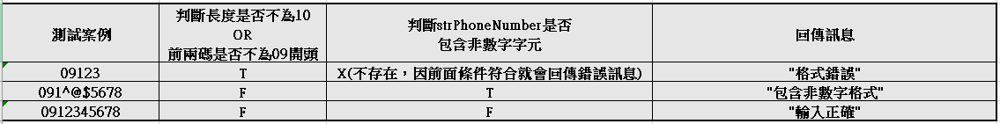 測試案例
判斷長度是否不為10
OR
前兩碼是否不為09開頭
判斷strPhoneNumber是否
包含非數字字元
回傳訊息
09123
T
X(不存在，因前面條件符合就會回傳錯誤訊息)
"格式錯誤"
091^@$5678
F
T
"包含非數字格式"
0912345678
F
F
"輸入正確"